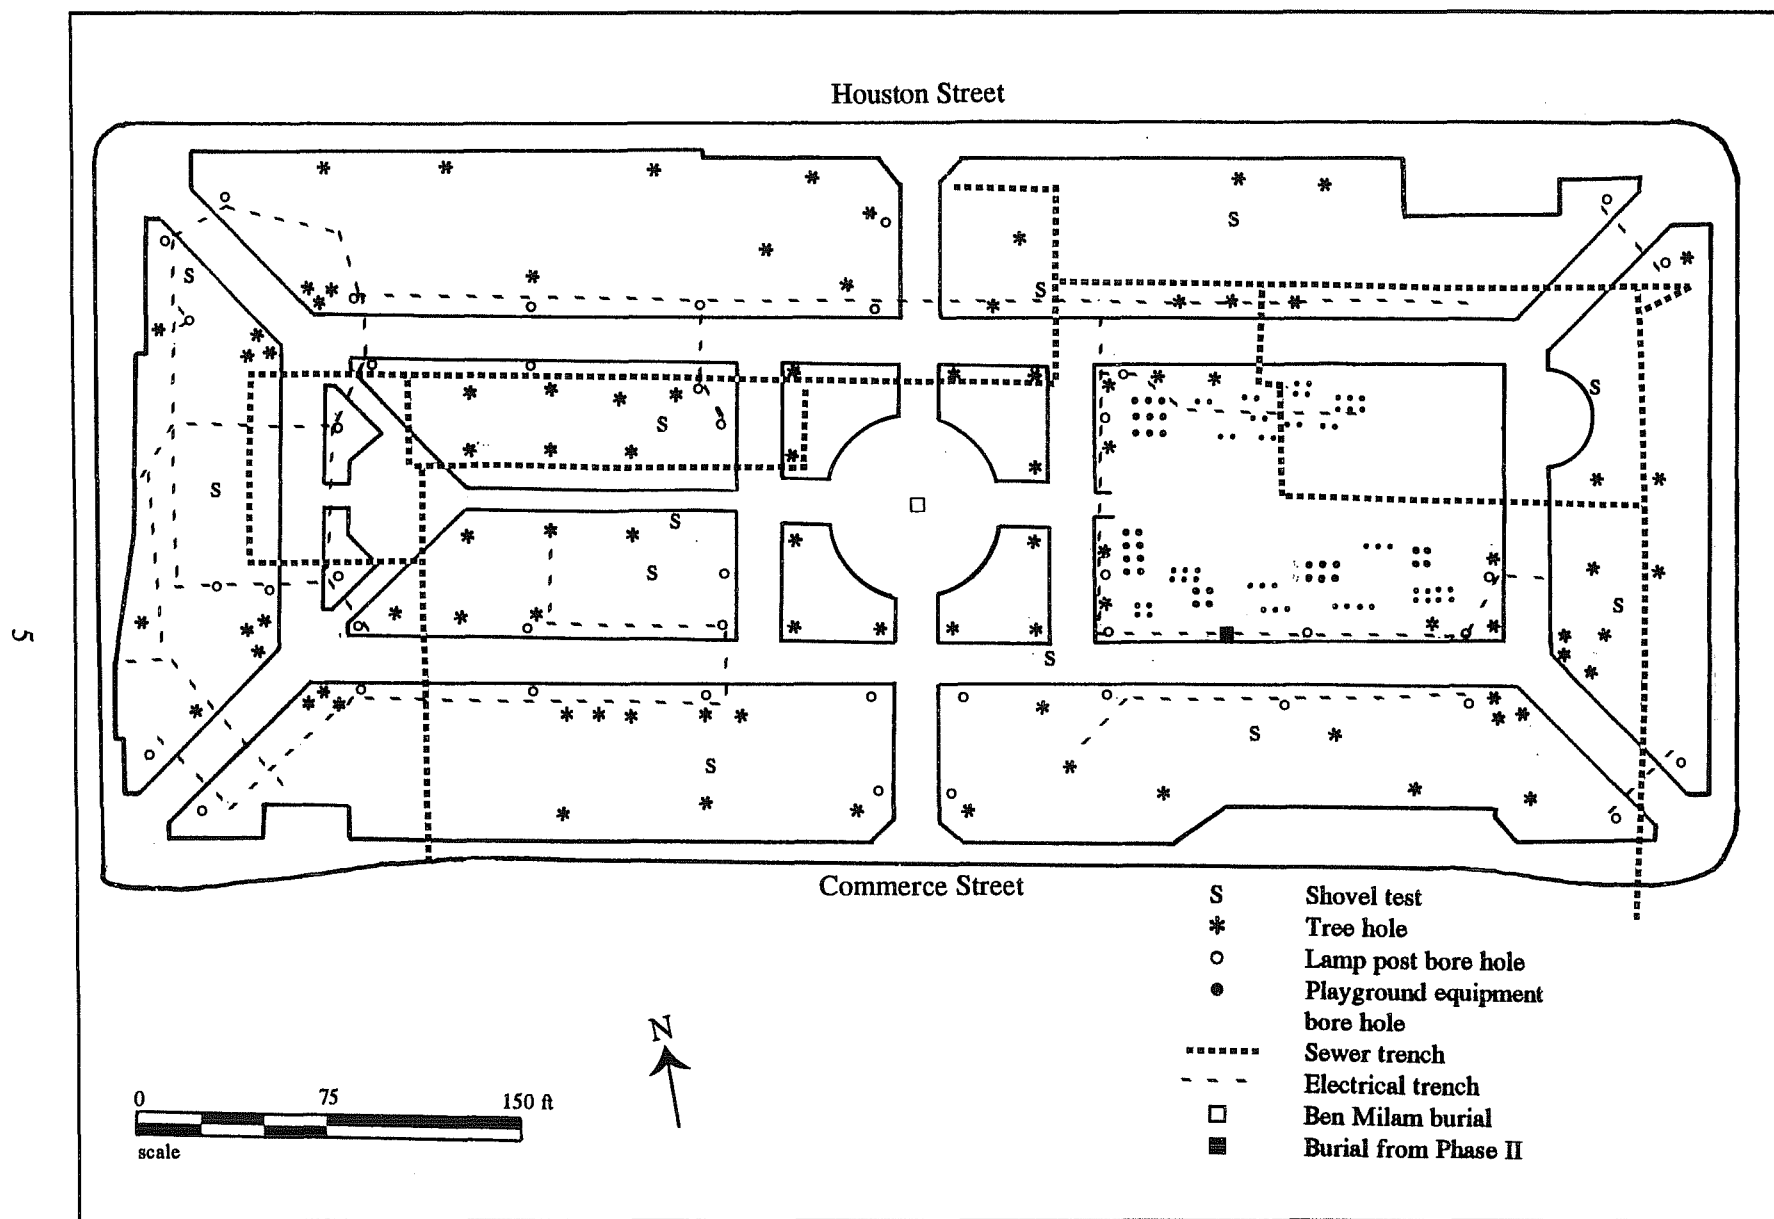 Houston Street
S
S
S
S
S
S
S
S
S
S
S
S
S
S
5
Commerce Street
S Shovel test
Tree hole
Lamp post bore hole
Playground equipment
bore hole
Sewer trench
Electrical trench
Ben Milam burial
Burial from Phase II
N
0 75 150 ft
scale